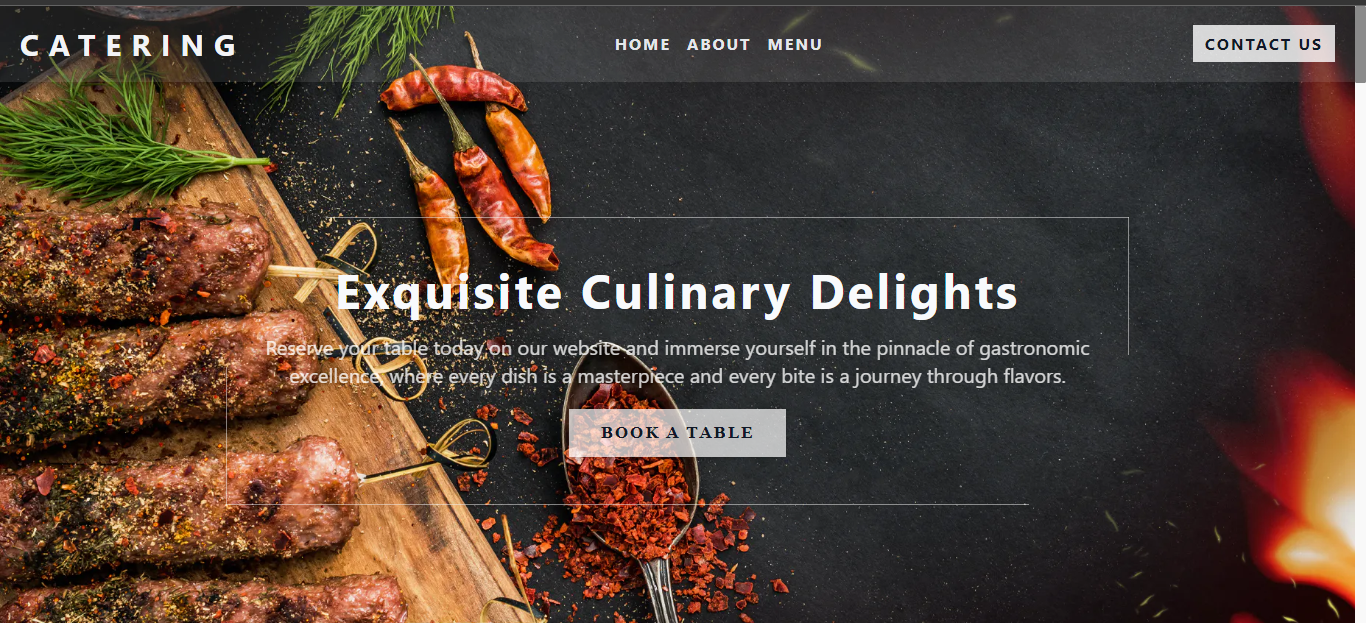 CATERING
HOME ABOUT MENU
CONTACT US
Exquisite Culinary Delights
Reserve your table today on our website and immerse yourself in the pinnacle of gastronomic
excellence, where every dish is a masterpiece and every bite is a journey through flavors.
BOOK A TABLE